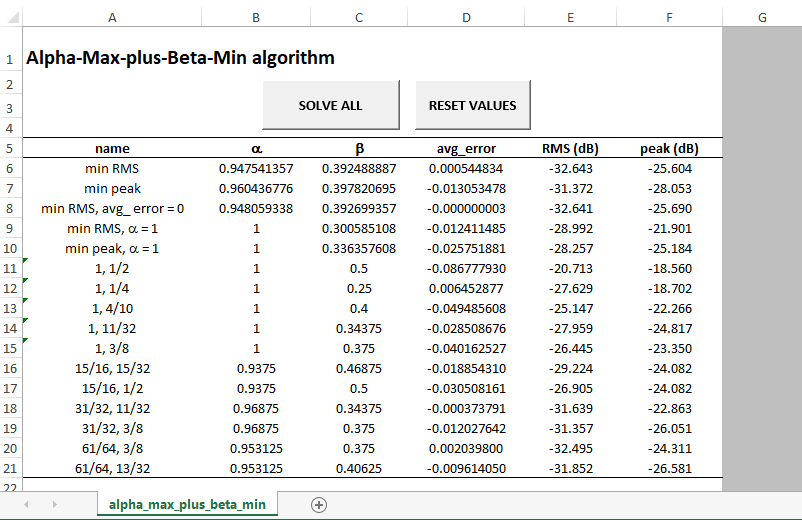 A B C D E F G
1 Alpha-Max-plus-Beta-Min algorithm
2
3 SOLVE ALL RESET VALUES
4
5 name α β avg_error RMS (dB) peak (dB)
6 min RMS 0.947541357 0.392488887 0.000544834 -32.643 -25.604
7 min peak 0.960436776 0.397820695 -0.013053478 -31.372 -28.053
8 min RMS, avg_ error = 0 0.948059338 0.392699357 -0.000000003 -32.641 -25.690
9 min RMS, α = 1 1 0.300585108 -0.012411485 -28.992 -21.901
10 min peak, α = 1 1 0.336357608 -0.025751881 -28.257 -25.184
11 1, 1/2 1 0.5 -0.086777930 -20.713 -18.560
12 1, 1/4 1 0.25 0.006452877 -27.629 -18.702
13 1, 4/10 1 0.4 -0.049485608 -25.147 -22.266
14 1, 11/32 1 0.34375 -0.028508676 -27.959 -24.817
15 1, 3/8 1 0.375 -0.040162527 -26.445 -23.350
16 15/16, 15/32 0.9375 0.46875 -0.018854310 -29.224 -24.082
17 15/16, 1/2 0.9375 0.5 -0.030508161 -26.905 -24.082
18 31/32, 11/32 0.96875 0.34375 -0.000373791 -31.639 -22.863
19 31/32, 3/8 0.96875 0.375 -0.012027642 -31.357 -26.051
20 61/64, 3/8 0.953125 0.375 0.002039800 -32.495 -24.311
21 61/64, 13/32 0.953125 0.40625 -0.009614050 -31.852 -26.581
22
alpha_max_plus_beta_min